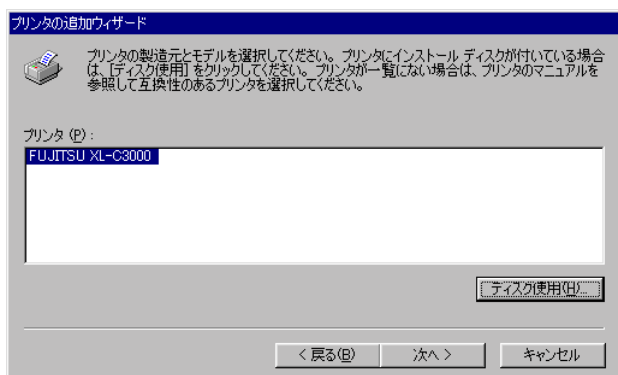 プリンタの追加ウィザード
プリンタの製造元とモデルを選択してください。プリンタにインストール ディスクが付いている場合
は、[ディスク使用] をクリックしてください。プリンタが一覧にない場合は、プリンタのマニュアルを
参照して互換性のあるプリンタを選択してください。
プリンタ (P) :
FUJITSU XL-C3000
ディスク使用(H)...
< 戻る(B)
次へ >
キャンセル